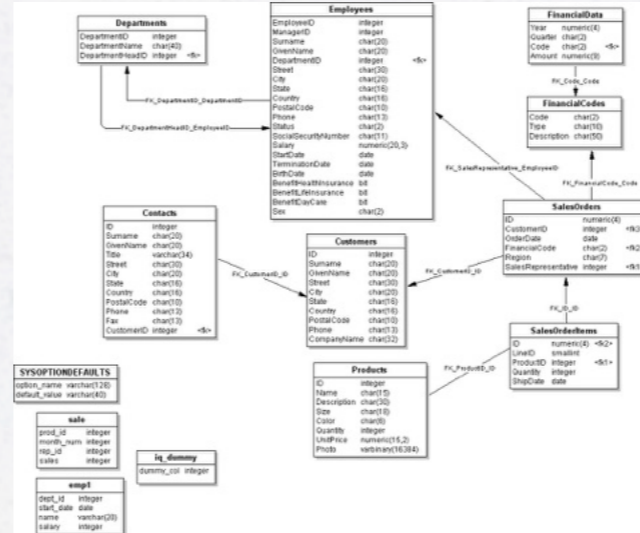 Departments
DepartmentID integer
DepartmentName char(40)
DepartmentHeadID integer <fk>
Employees
EmployeeID integer
ManagerID integer
Surname char(20)
GivenName char(20)
DepartmentID integer <fk>
Street char(30)
City char(20)
State char(16)
Country char(16)
PostalCode char(10)
Phone char(13)
Status char(2)
SocialSecurityNumber char(11)
Salary numeric(20,3)
StartDate date
TerminationDate date
BirthDate date
BenefitHealthInsurance bit
BenefitLifeInsurance bit
BenefitDayCare bit
Sex char(2)
FinancialData
Year numeric(4)
Quarter char(2)
Code char(2) <fk>
Amount numeric(9)
FK_Code_Code
FinancialCodes
Code char(2)
Type char(10)
Description char(50)
FK_DepartmentID_DepartmentID
FK_DepartmentHeadID_EmployeeID
FK_SalesRepresentative_EmployeeID
FK_FinancialCode_Code
Contacts
ID integer
Surname char(20)
GivenName char(20)
Title varchar(34)
Street char(30)
City char(20)
State char(16)
Country char(16)
PostalCode char(10)
Phone char(13)
Fax char(13)
CustomerID integer <fk>
FK_CustomerID_ID
Customers
ID integer
Surname char(20)
GivenName char(20)
Street char(30)
City char(20)
State char(16)
Country char(16)
PostalCode char(10)
Phone char(13)
CompanyName char(32)
FK_CustomerID_ID
SalesOrders
ID numeric(4)
CustomerID integer <fk3>
OrderDate date
FinancialCode char(2) <fk2>
Region char(7)
SalesRepresentative integer <fk1>
FK_ID_ID
SalesOrderItems
ID numeric(4) <fk2>
LineID smallint
ProductID integer <fk1>
Quantity integer
ShipDate date
FK_ProductID_ID
Products
ID integer
Name char(15)
Description char(30)
Size char(18)
Color char(6)
Quantity integer
UnitPrice numeric(15,2)
Photo varbinary(16384)
SYSOPTIONDEFAULTS
option_name varchar(128)
default_value varchar(40)
sale
prod_id integer
month_num integer
rep_id integer
sales integer
iq_dummy
dummy_col integer
emp1
dept_id integer
start_date date
name varchar(20)
salary integer